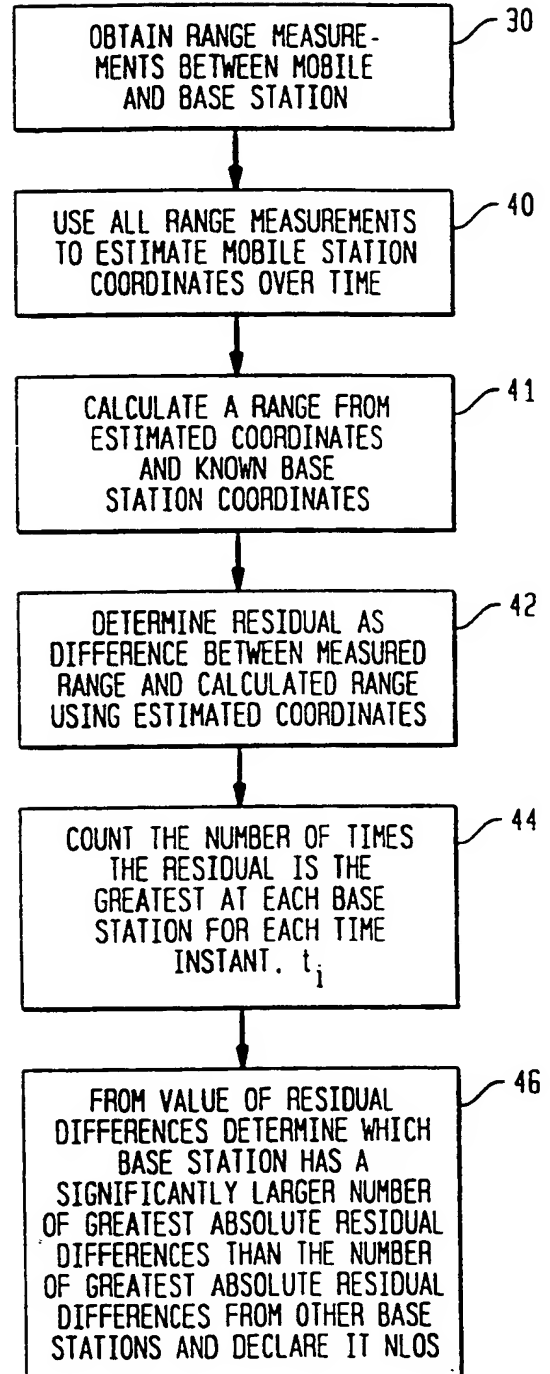 OBTAIN RANGE MEASURE-
MENTS BETWEEN MOBILE
AND BASE STATION
30
USE ALL RANGE MEASUREMENTS
TO ESTIMATE MOBILE STATION
COORDINATES OVER TIME
40
CALCULATE A RANGE FROM
ESTIMATED COORDINATES
AND KNOWN BASE
STATION COORDINATES
41
DETERMINE RESIDUAL AS
DIFFERENCE BETWEEN MEASURED
RANGE AND CALCULATED RANGE
USING ESTIMATED COORDINATES
42
COUNT THE NUMBER OF TIMES
THE RESIDUAL IS THE
GREATEST AT EACH BASE
STATION FOR EACH TIME
INSTANT. t_i
44
FROM VALUE OF RESIDUAL
DIFFERENCES DETERMINE WHICH
BASE STATION HAS A
SIGNIFICANTLY LARGER NUMBER
OF GREATEST ABSOLUTE RESIDUAL
DIFFERENCES THAN THE NUMBER
OF GREATEST ABSOLUTE RESIDUAL
DIFFERENCES FROM OTHER BASE
STATIONS AND DECLARE IT NLOS
46